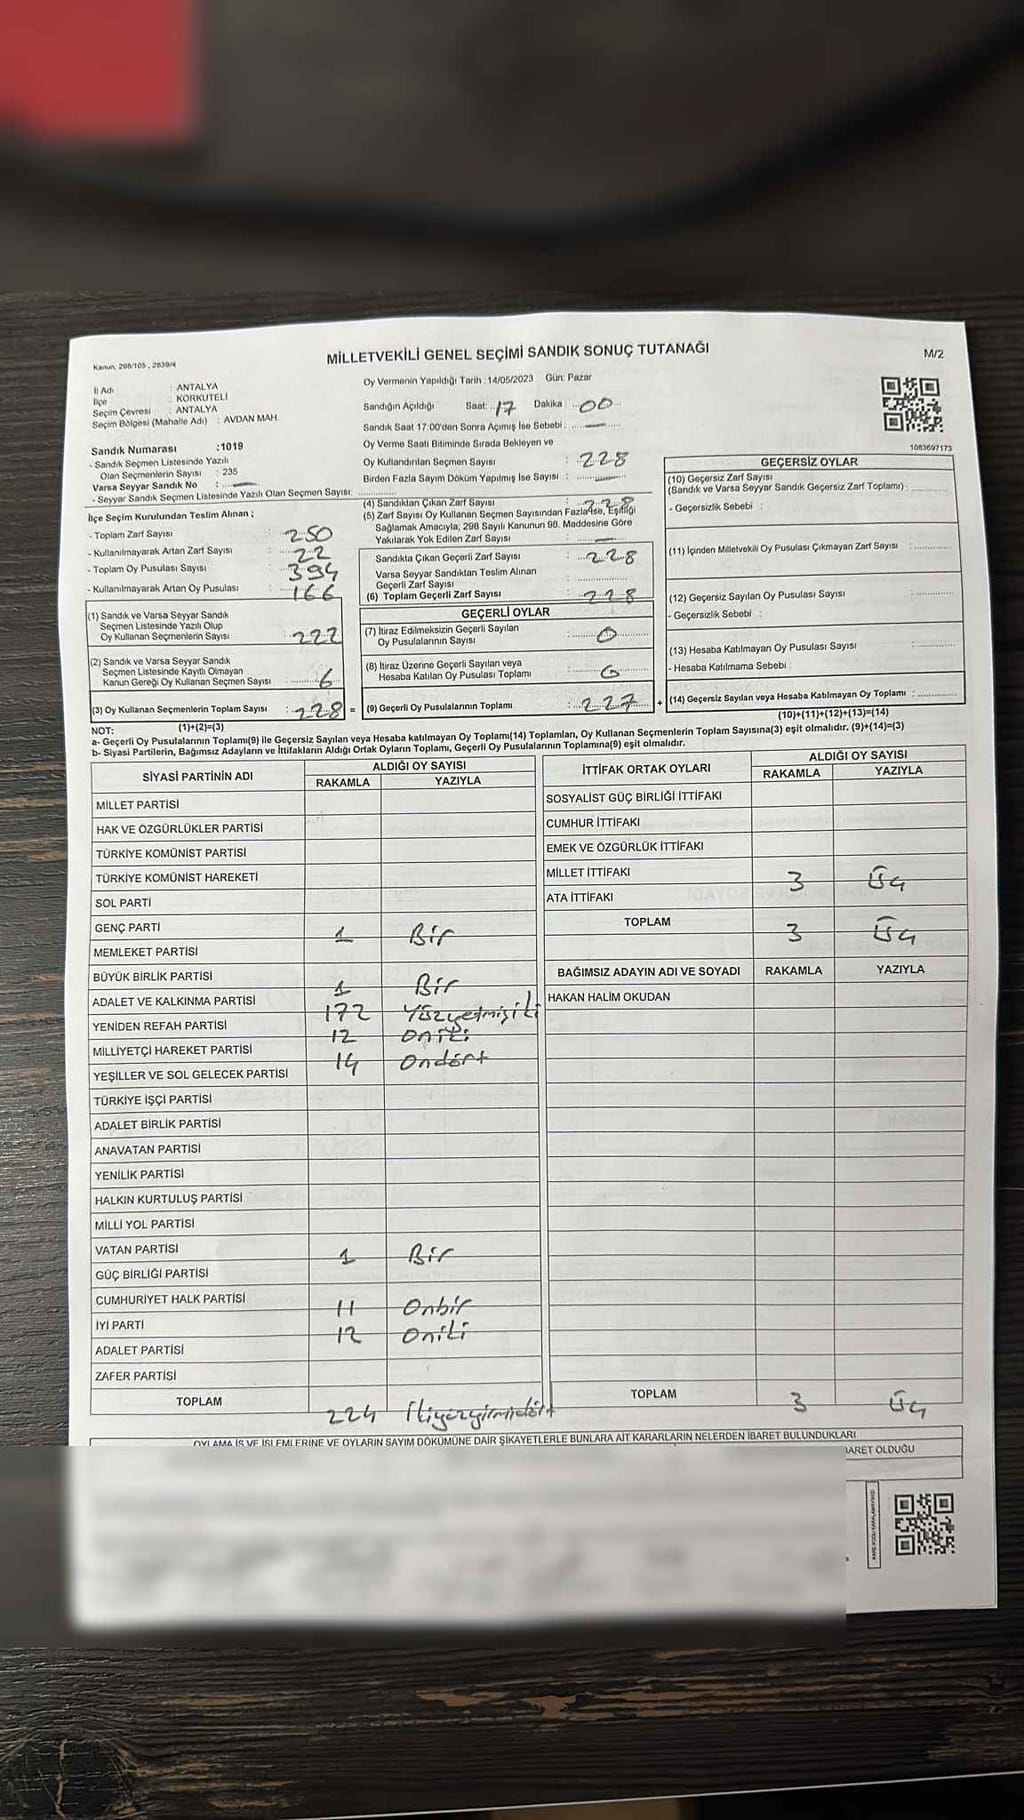 MİLLETVEKİLİ GENEL SEÇİMİ SANDIK SONUÇ TUTANAĞI
M/2
Kanun, 298/105 , 2839/4
İl Adı : ANTALYA
İlçe : KORKUTELİ
Seçim Çevresi : ANTALYA
Seçim Bölgesi (Mahalle Adı) : AVDAN MAH.
Sandık Numarası :1019
- Sandık Seçmen Listesinde Yazılı
Olan Seçmenlerin Sayısı : 235
Varsa Seyyar Sandık No :
- Seyyar Sandık Seçmen Listesinde Yazılı Olan Seçmen Sayısı:
Oy Vermenin Yapıldığı Tarih :14/05/2023 Gün: Pazar
Sandığın Açıldığı Saat: 17 Dakika : 00
Sandık Saat 17:00'den Sonra Açımış İse Sebebi :
Oy Verme Saati Bitiminde Sırada Bekleyen ve
Oy Kullandırılan Seçmen Sayısı : 228
Birden Fazla Sayım Döküm Yapılmış İse Sayısı :
1083697173
İlçe Seçim Kurulundan Teslim Alınan ;
- Toplam Zarf Sayısı : 250
- Kullanılmayarak Artan Zarf Sayısı : 22
- Toplam Oy Pusulası Sayısı : 394
- Kullanılmayarak Artan Oy Pusulası : 166
(1) Sandık ve Varsa Seyyar Sandık
Seçmen Listesinde Yazılı Olup
Oy Kullanan Seçmenlerin Sayısı : 222
(2) Sandık ve Varsa Seyyar Sandık
Seçmen Listesinde Kayıtlı Olmayan
Kanun Gereği Oy Kullanan Seçmen Sayısı : 6
(3) Oy Kullanan Seçmenlerin Toplam Sayısı : 228 =
(1)+(2)=(3)
(4) Sandıktan Çıkan Zarf Sayısı : 228
(5) Zarf Sayısı Oy Kullanan Seçmen Sayısından Fazla İse, Eşitliği
Sağlamak Amacıyla; 298 Sayılı Kanunun 98. Maddesine Göre
Yakılarak Yok Edilen Zarf Sayısı :
Sandıkta Çıkan Geçerli Zarf Sayısı : 228
Varsa Seyyar Sandıktan Teslim Alınan
Geçerli Zarf Sayısı :
(6) Toplam Geçerli Zarf Sayısı : 228
GEÇERLİ OYLAR
(7) İtiraz Edilmeksizin Geçerli Sayılan
Oy Pusulalarının Sayısı : 0
(8) İtiraz Üzerine Geçerli Sayılan veya
Hesaba Katılan Oy Pusulası Toplamı :
(9) Geçerli Oy Pusulalarının Toplamı : 227 +
GEÇERSİZ OYLAR
(10) Geçersiz Zarf Sayısı
(Sandık ve Varsa Seyyar Sandık Geçersiz Zarf Toplamı) :
- Geçersizlik Sebebi :
(11) İçinden Milletvekili Oy Pusulası Çıkmayan Zarf Sayısı :
(12) Geçersiz Sayılan Oy Pusulası Sayısı :
- Geçersizlik Sebebi :
(13) Hesaba Katılmayan Oy Pusulası Sayısı :
- Hesaba Katılmama Sebebi :
(14) Geçersiz Sayılan veya Hesaba Katılmayan Oy Toplamı :
(10)+(11)+(12)+(13)=(14)
NOT:
a- Geçerli Oy Pusulalarının Toplamı(9) ile Geçersiz Sayılan veya Hesaba katılmayan Oy Toplam(14) Toplamları, Oy Kullanan Seçmenlerin Toplam Sayısına(3) eşit olmalıdır. (9)+(14)=(3)
b- Siyasi Partilerin, Bağımsız Adayların ve İttifakların Aldığı Ortak Oyların Toplamı, Geçerli Oy Pusulalarının Toplamına(9) eşit olmalıdır.
SİYASİ PARTİNİN ADI ALDIĞI OY SAYISI
RAKAMLA YAZIYLA
MİLLET PARTİSİ
HAK VE ÖZGÜRLÜKLER PARTİSİ
TÜRKİYE KOMÜNİST PARTİSİ
TÜRKİYE KOMÜNİST HAREKETİ
SOL PARTİ
GENÇ PARTİ 1 Bir
MEMLEKET PARTİSİ
BÜYÜK BİRLİK PARTİSİ 1 Bir
ADALET VE KALKINMA PARTİSİ 172 Yüzyetmişiki
YENİDEN REFAH PARTİSİ 12 oniki
MİLLİYETÇİ HAREKET PARTİSİ 14 ondört
YEŞİLLER VE SOL GELECEK PARTİSİ
TÜRKİYE İŞÇİ PARTİSİ
ADALET BİRLİK PARTİSİ
ANAVATAN PARTİSİ
YENİLİK PARTİSİ
HALKIN KURTULUŞ PARTİSİ
MİLLİ YOL PARTİSİ
VATAN PARTİSİ 1 Bir
GÜÇ BİRLİĞİ PARTİSİ
CUMHURİYET HALK PARTİSİ 11 onbir
İYİ PARTİ 12 oniki
ADALET PARTİSİ
ZAFER PARTİSİ
TOPLAM 224 İkiyüzyirmidört
İTTİFAK ORTAK OYLARI ALDIĞI OY SAYISI
RAKAMLA YAZIYLA
SOSYALİST GÜÇ BİRLİĞİ İTTİFAKI
CUMHUR İTTİFAKI
EMEK VE ÖZGÜRLÜK İTTİFAKI
MİLLET İTTİFAKI 3 Üç
ATA İTTİFAKI
TOPLAM 3 Üç
BAĞIMSIZ ADAYIN ADI VE SOYADI RAKAMLA YAZIYLA
HAKAN HALİM OKUDAN
TOPLAM 3 Üç
OYLAMA İŞ VE İŞLEMLERİNE VE OYLARIN SAYIM DÖKÜMÜNE DAİR ŞİKAYETLERLE BUNLARA AİT KARARLARIN NELERDEN İBARET BULUNDUKLARI
İBARET OLDUĞU